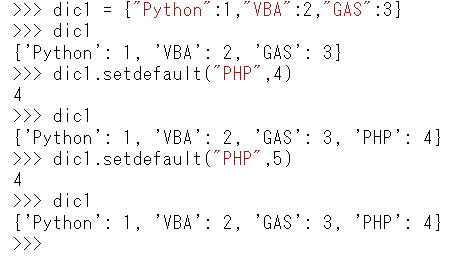 >>> dic1 = {"Python":1,"VBA":2,"GAS":3}
>>> dic1
{'Python': 1, 'VBA': 2, 'GAS': 3}
>>> dic1.setdefault("PHP",4)
4
>>> dic1
{'Python': 1, 'VBA': 2, 'GAS': 3, 'PHP': 4}
>>> dic1.setdefault("PHP",5)
4
>>> dic1
{'Python': 1, 'VBA': 2, 'GAS': 3, 'PHP': 4}
>>>